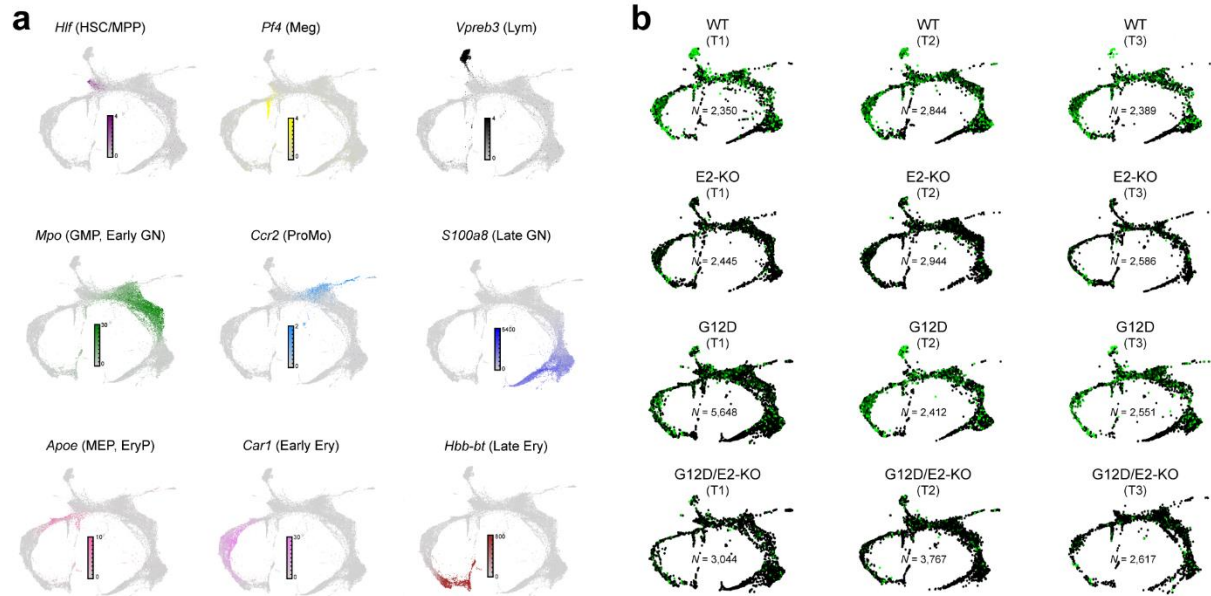 a
Hlf (HSC/MPP)
Pf4 (Meg)
Vpreb3 (Lym)
4
0
4
0
4
0
Mpo (GMP, Early GN)
Ccr2 (ProMo)
S100a8 (Late GN)
30
0
2
0
5400
0
Apoe (MEP, EryP)
Car1 (Early Ery)
Hbb-bt (Late Ery)
10
0
30
0
800
0
b
WT
(T1)
WT
(T2)
WT
(T3)
N = 2,350
N = 2,844
N = 2,389
E2-KO
(T1)
E2-KO
(T2)
E2-KO
(T3)
N = 2,445
N = 2,944
N = 2,586
G12D
(T1)
G12D
(T2)
G12D
(T3)
N = 5,648
N = 2,412
N = 2,551
G12D/E2-KO
(T1)
G12D/E2-KO
(T2)
G12D/E2-KO
(T3)
N = 3,044
N = 3,767
N = 2,617